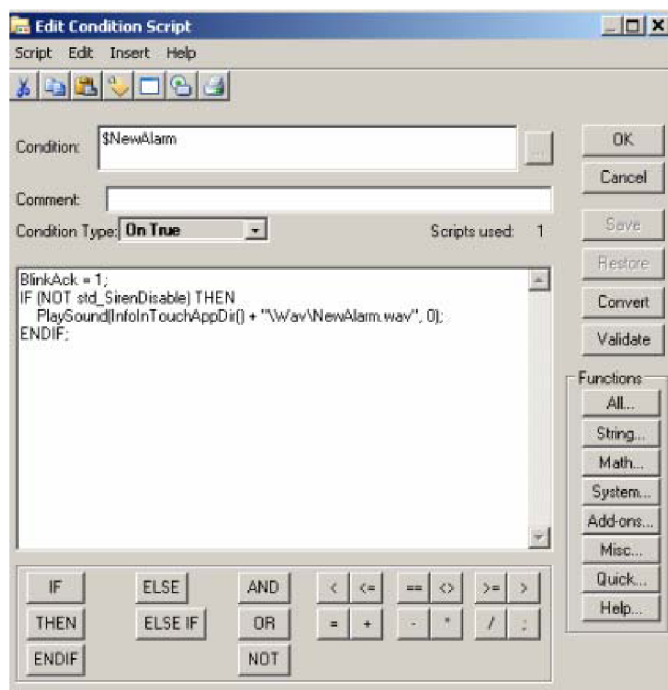 Edit Condition Script
Script Edit Insert Help
Condition: $NewAlarm
...
OK
Cancel
Comment:
Condition Type: On True
Scripts used: 1
Save
Restore
Convert
Validate
BlinkAck = 1;
IF (NOT std_SirenDisable) THEN
PlaySound(InfoInTouchAppDir() + "\Wav\NewAlarm.wav", 0);
ENDIF;
Functions
All...
String...
Math...
System...
Add-ons...
Misc...
Quick...
Help...
IF ELSE AND < <= == <> >= >
THEN ELSE IF OR = + - * / ;
ENDIF NOT